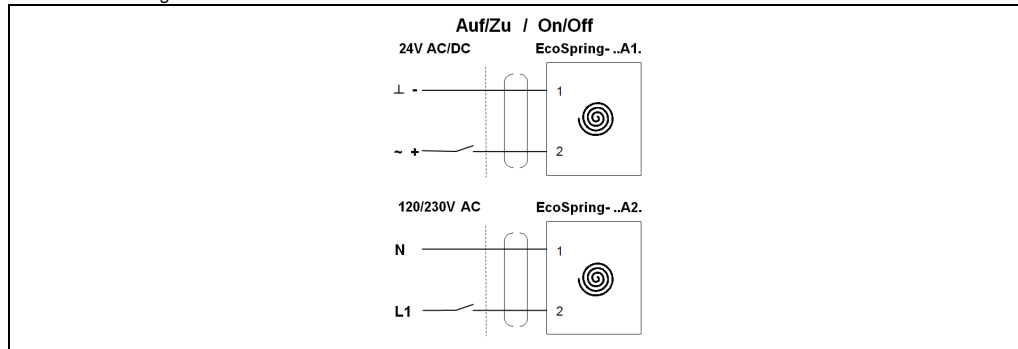 Auf/Zu / On/Off
24V AC/DC EcoSpring- ..A1.
⊥ - 1
~ + 2
120/230V AC EcoSpring- ..A2.
N 1
L1 2